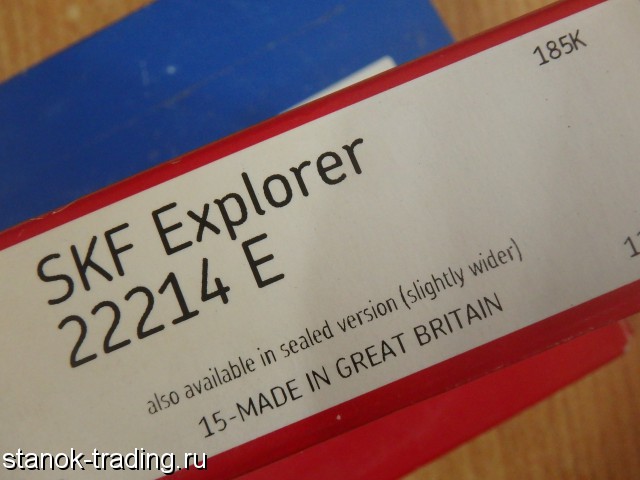 185K
SKF Explorer
22214 E
also available in sealed version (slightly wider)
15-MADE IN GREAT BRITAIN
stanok-trading.ru